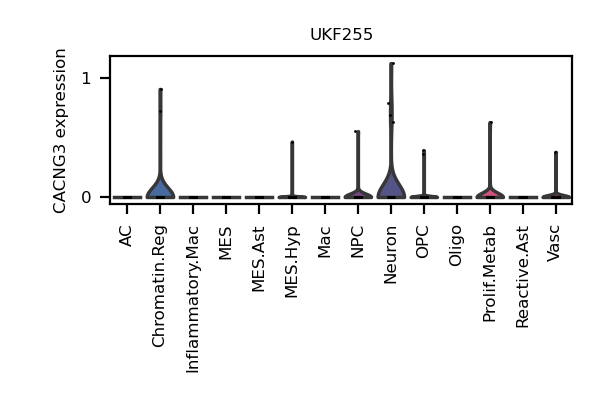 UKF255
CACNG3 expression
1
0
AC
Chromatin.Reg
Inflammatory.Mac
MES
MES.Ast
MES.Hyp
Mac
NPC
Neuron
OPC
Oligo
Prolif.Metab
Reactive.Ast
Vasc